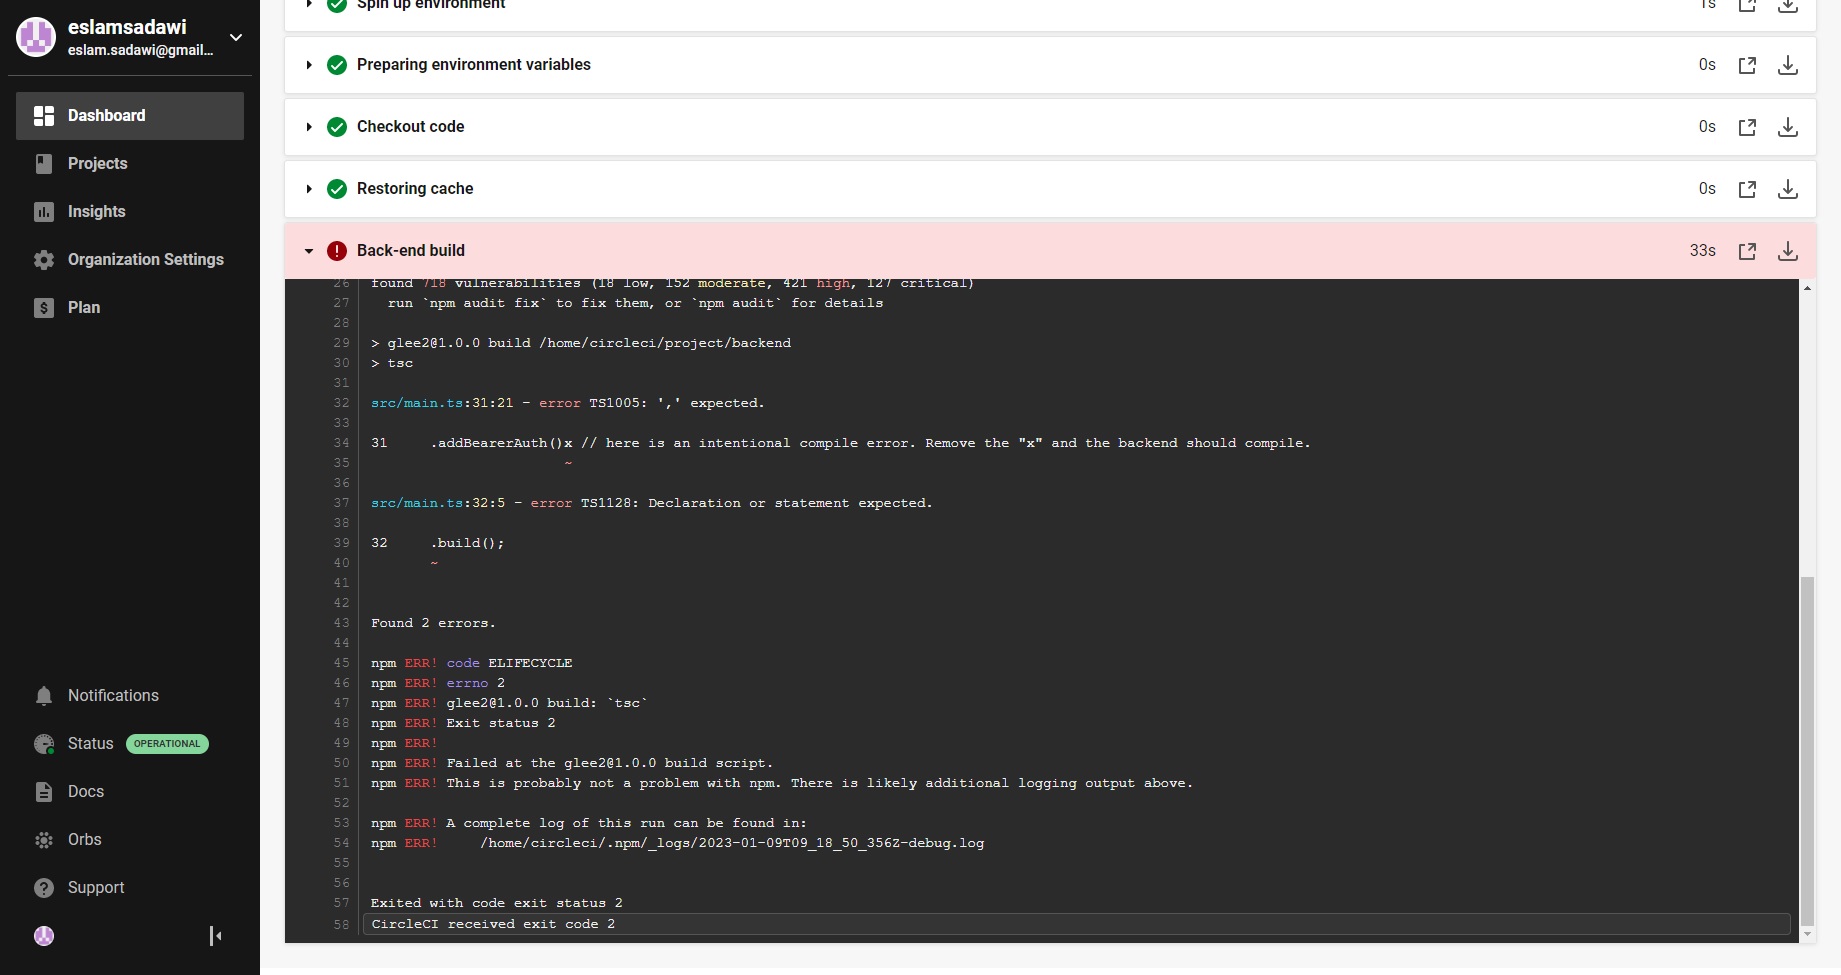 eslamsadawi
eslam.sadawi@gmail...
Dashboard
Projects
Insights
Organization Settings
Plan
Notifications
Status OPERATIONAL
Docs
Orbs
Support
Spin up environment 1s
Preparing environment variables 0s
Checkout code 0s
Restoring cache 0s
Back-end build 33s
26 found 718 vulnerabilities (18 low, 152 moderate, 421 high, 127 critical)
27 run `npm audit fix` to fix them, or `npm audit` for details
28
29 > glee2@1.0.0 build /home/circleci/project/backend
30 > tsc
31
32 src/main.ts:31:21 - error TS1005: ',' expected.
33
34 31 .addBearerAuth()x // here is an intentional compile error. Remove the "x" and the backend should compile.
35 ~
36
37 src/main.ts:32:5 - error TS1128: Declaration or statement expected.
38
39 32 .build();
40 ~
41
42
43 Found 2 errors.
44
45 npm ERR! code ELIFECYCLE
46 npm ERR! errno 2
47 npm ERR! glee2@1.0.0 build: `tsc`
48 npm ERR! Exit status 2
49 npm ERR!
50 npm ERR! Failed at the glee2@1.0.0 build script.
51 npm ERR! This is probably not a problem with npm. There is likely additional logging output above.
52
53 npm ERR! A complete log of this run can be found in:
54 npm ERR! /home/circleci/.npm/_logs/2023-01-09T09_18_50_356Z-debug.log
55
56
57 Exited with code exit status 2
58 CircleCI received exit code 2